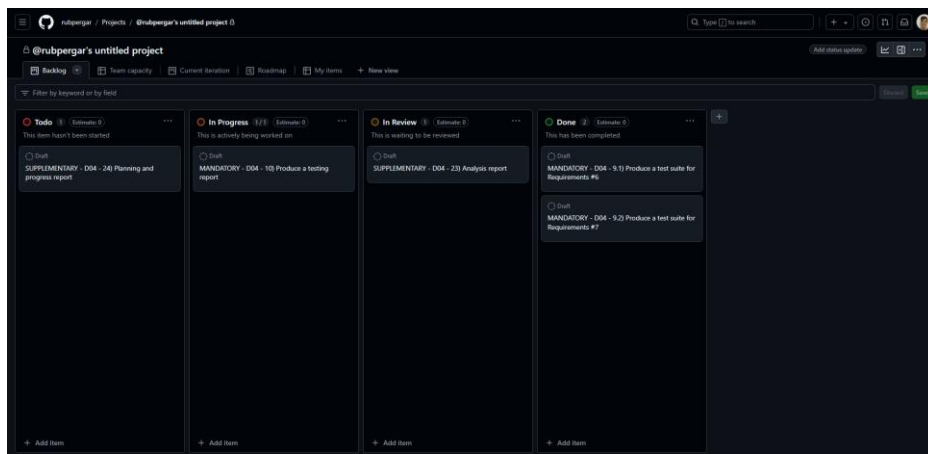 rubpergar / Projects / @rubpergar's untitled project
Type / to search
@rubpergar's untitled project
Add status update
Backlog
Team capacity
Current iteration
Roadmap
My items
+ New view
Filter by keyword or by field
Discard
Save
Todo 1 Estimate: 0
This item hasn't been started
Draft
SUPPLEMENTARY - D04 - 24) Planning and
progress report
+ Add item
In Progress 1 / 1 Estimate: 0
This is actively being worked on
Draft
MANDATORY - D04 - 10) Produce a testing
report
+ Add item
In Review 1 Estimate: 0
This is waiting to be reviewed
Draft
SUPPLEMENTARY - D04 - 23) Analysis report
+ Add item
Done 2 Estimate: 0
This has been completed
Draft
MANDATORY - D04 - 9.1) Produce a test suite for
Requirements #6
Draft
MANDATORY - D04 - 9.2) Produce a test suite for
Requirements #7
+ Add item